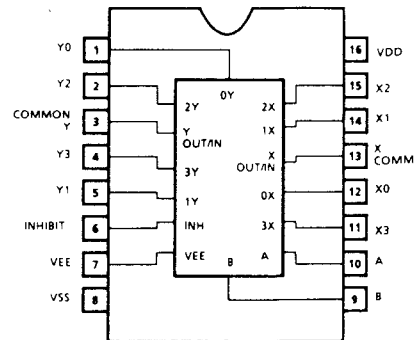 Y0 1 16 VDD
0Y
Y2 2 2Y 2X 15 X2
COMMON
Y 3 Y 1X 14 X1
OUT/IN X
OUT/IN 13 X
COMM
Y3 4 3Y 0X 12 X0
Y1 5 1Y 3X 11 X3
INHIBIT 6 INH
VEE 7 VEE B A 10 A
VSS 8 9 B